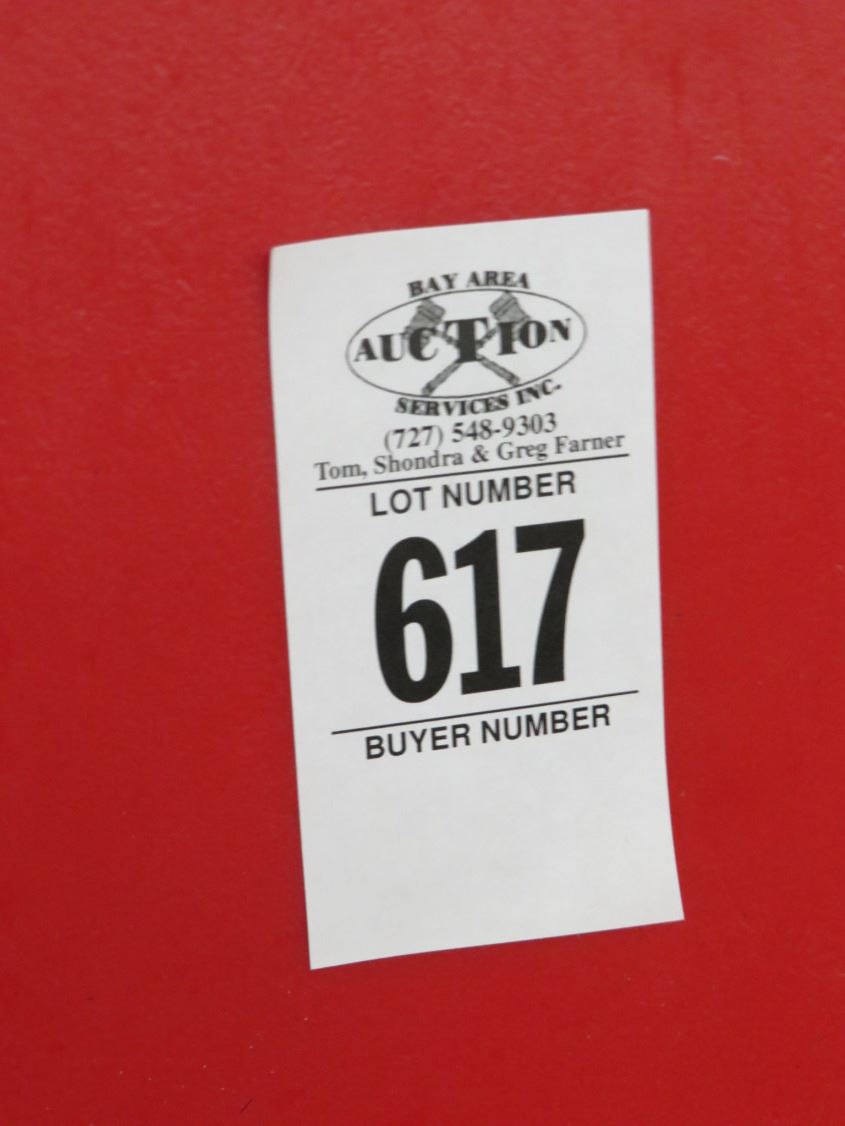 BAY AREA
AUCTION
SERVICES INC.
(727) 548-9303
Tom, Shondra & Greg Farner
LOT NUMBER
617
BUYER NUMBER